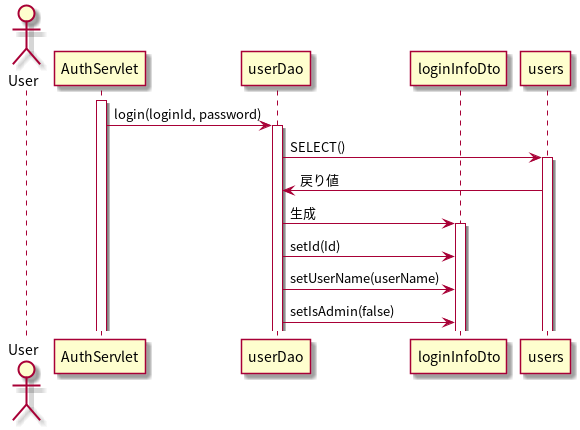 User
AuthServlet
userDao
loginInfoDto
users
login(loginId, password)
SELECT()
戻り値
生成
setId(Id)
setUserName(userName)
setIsAdmin(false)
User
AuthServlet
userDao
loginInfoDto
users